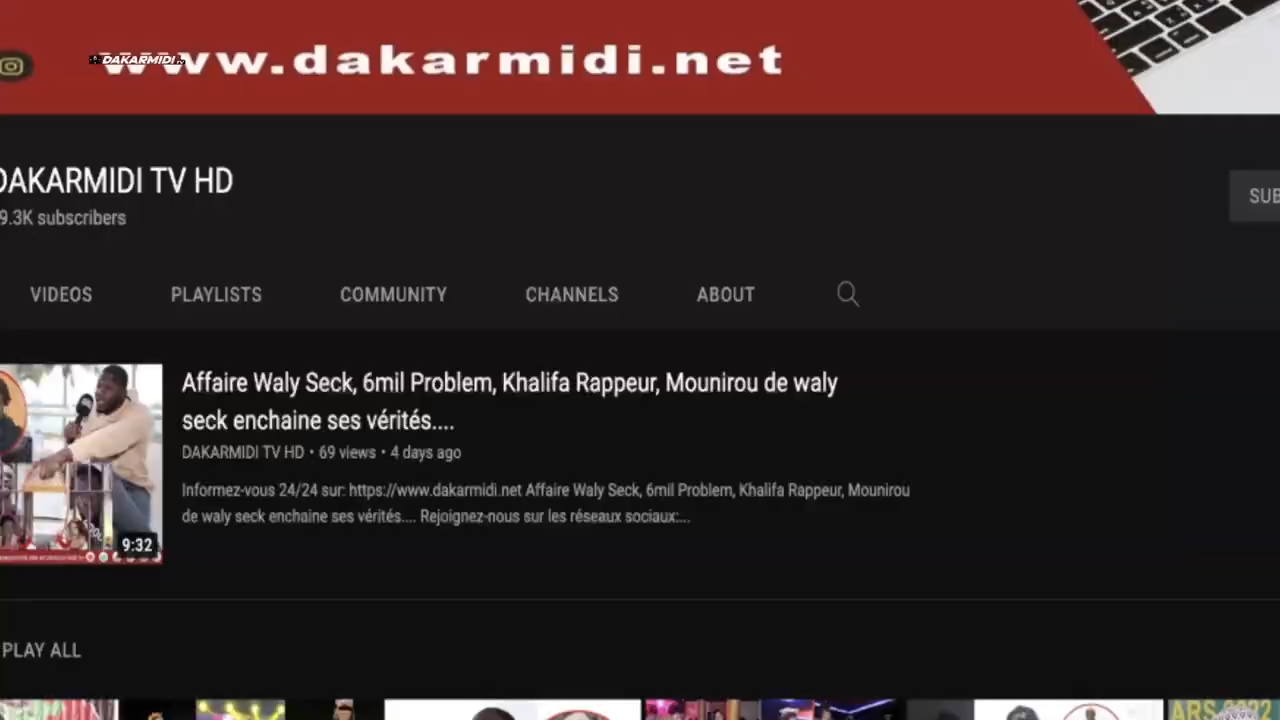 www.dakarmidi.net
DAKARMIDI
DAKARMIDI TV HD
9.3K subscribers
SUB
VIDEOS
PLAYLISTS
COMMUNITY
CHANNELS
ABOUT
Affaire Waly Seck, 6mil Problem, Khalifa Rappeur, Mounirou de waly
seck enchaine ses vérités....
DAKARMIDI TV HD • 69 views • 4 days ago
Informez-vous 24/24 sur: https://www.dakarmidi.net Affaire Waly Seck, 6mil Problem, Khalifa Rappeur, Mounirou
de waly seck enchaine ses vérités.... Rejoignez-nous sur les réseaux sociaux:...
9:32
PLAY ALL